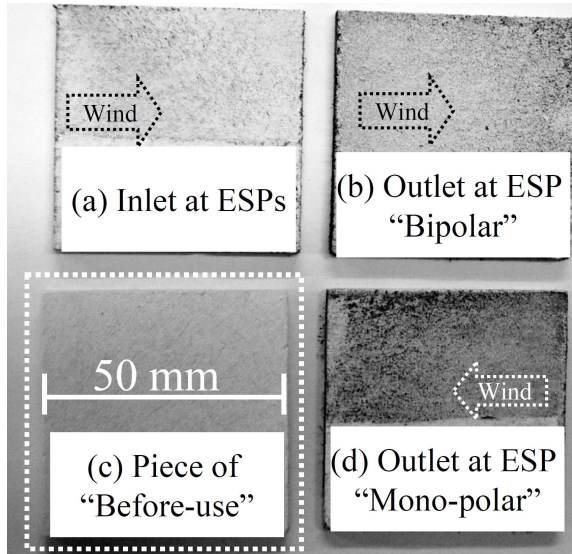 Wind
(a) Inlet at ESPs
Wind
(b) Outlet at ESP
“Bipolar”
50 mm
(c) Piece of
“Before-use”
Wind
(d) Outlet at ESP
“Mono-polar”